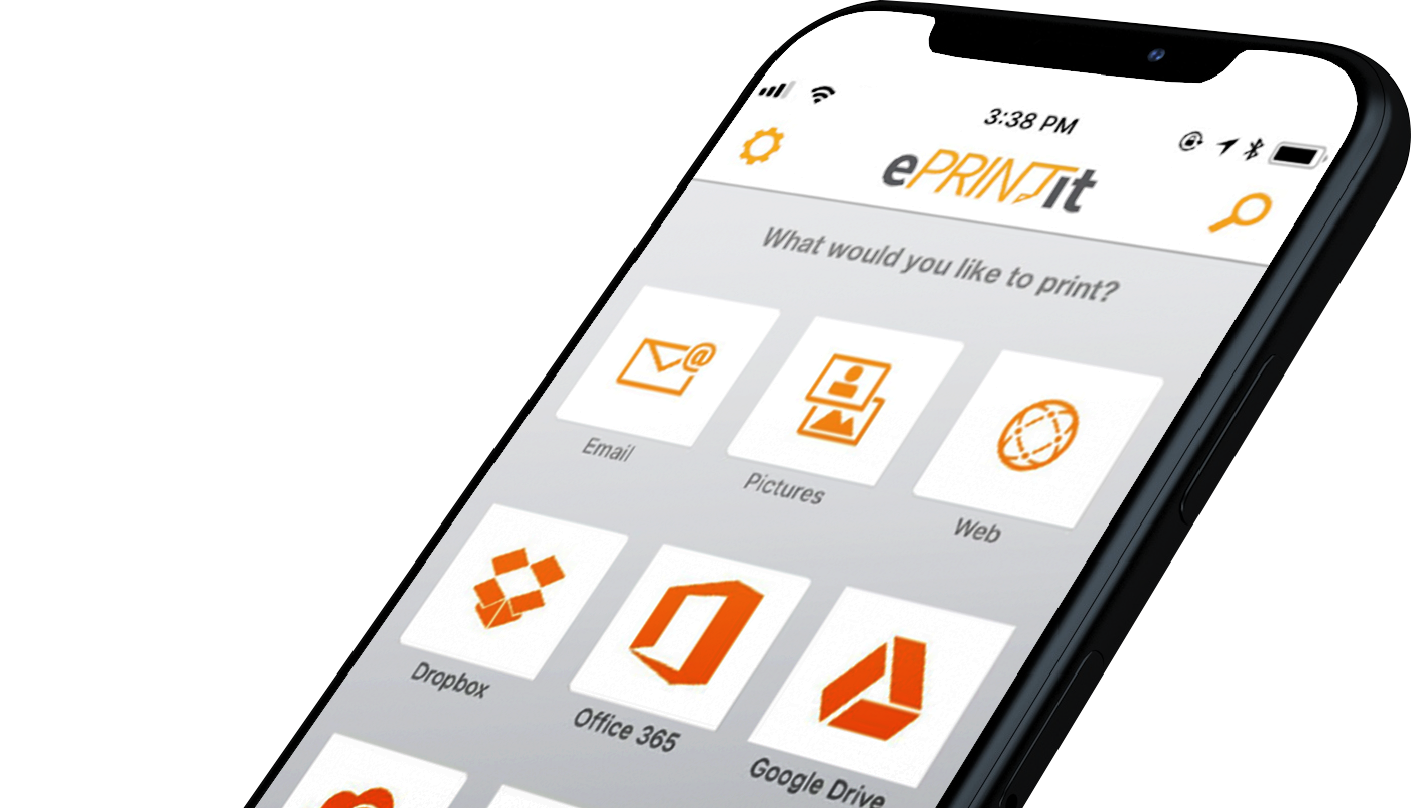 3:38 PM
ePRINTit
What would you like to print?
Email
Pictures
Web
Dropbox
Office 365
Google Drive